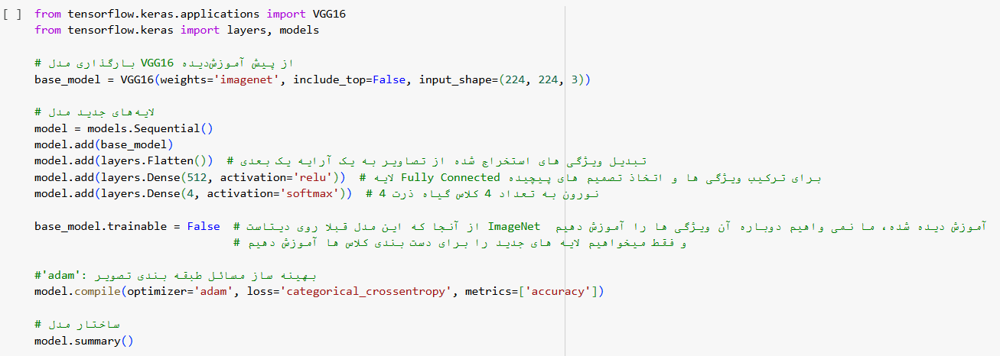 [ ] from tensorflow.keras.applications import VGG16
from tensorflow.keras import layers, models
# بارگذاری مدل VGG16 از پیش آموزش‌دیده
base_model = VGG16(weights='imagenet', include_top=False, input_shape=(224, 224, 3))
# لایه‌های جدید مدل
model = models.Sequential()
model.add(base_model)
model.add(layers.Flatten()) # تبدیل ویژگی های استخراج شده از تصاویر به یک آرایه یک بعدی
model.add(layers.Dense(512, activation='relu')) # لایه Fully Connected برای ترکیب ویژگی ها و اتخاذ تصمیم های پیچیده
model.add(layers.Dense(4, activation='softmax')) # 4 نورون به تعداد 4 کلاس گیاه ذرت
base_model.trainable = False # از آنجا که این مدل قبلا روی دیتاست ImageNet آموزش دیده شده، ما نمی واهیم دوباره آن ویژگی ها را آموزش دهیم
# و فقط میخواهیم لایه های جدید را برای دست بندی کلاس ها آموزش دهیم
#'adam': بهینه ساز مسائل طبقه بندی تصویر
model.compile(optimizer='adam', loss='categorical_crossentropy', metrics=['accuracy'])
# ساختار مدل
model.summary()